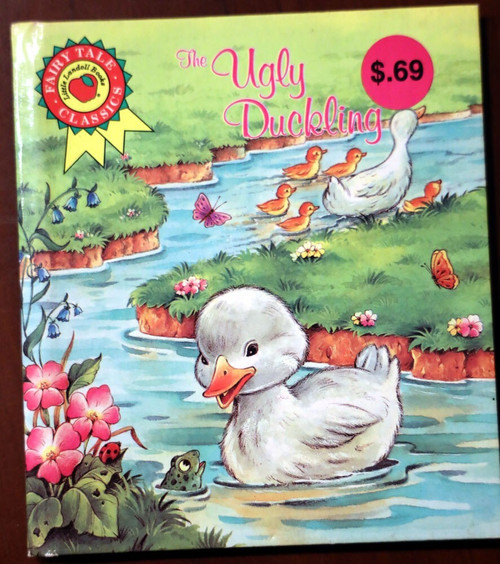 The Ugly
Duckling
$.69
FAIRY TALE
Little Landoll Books
CLASSICS